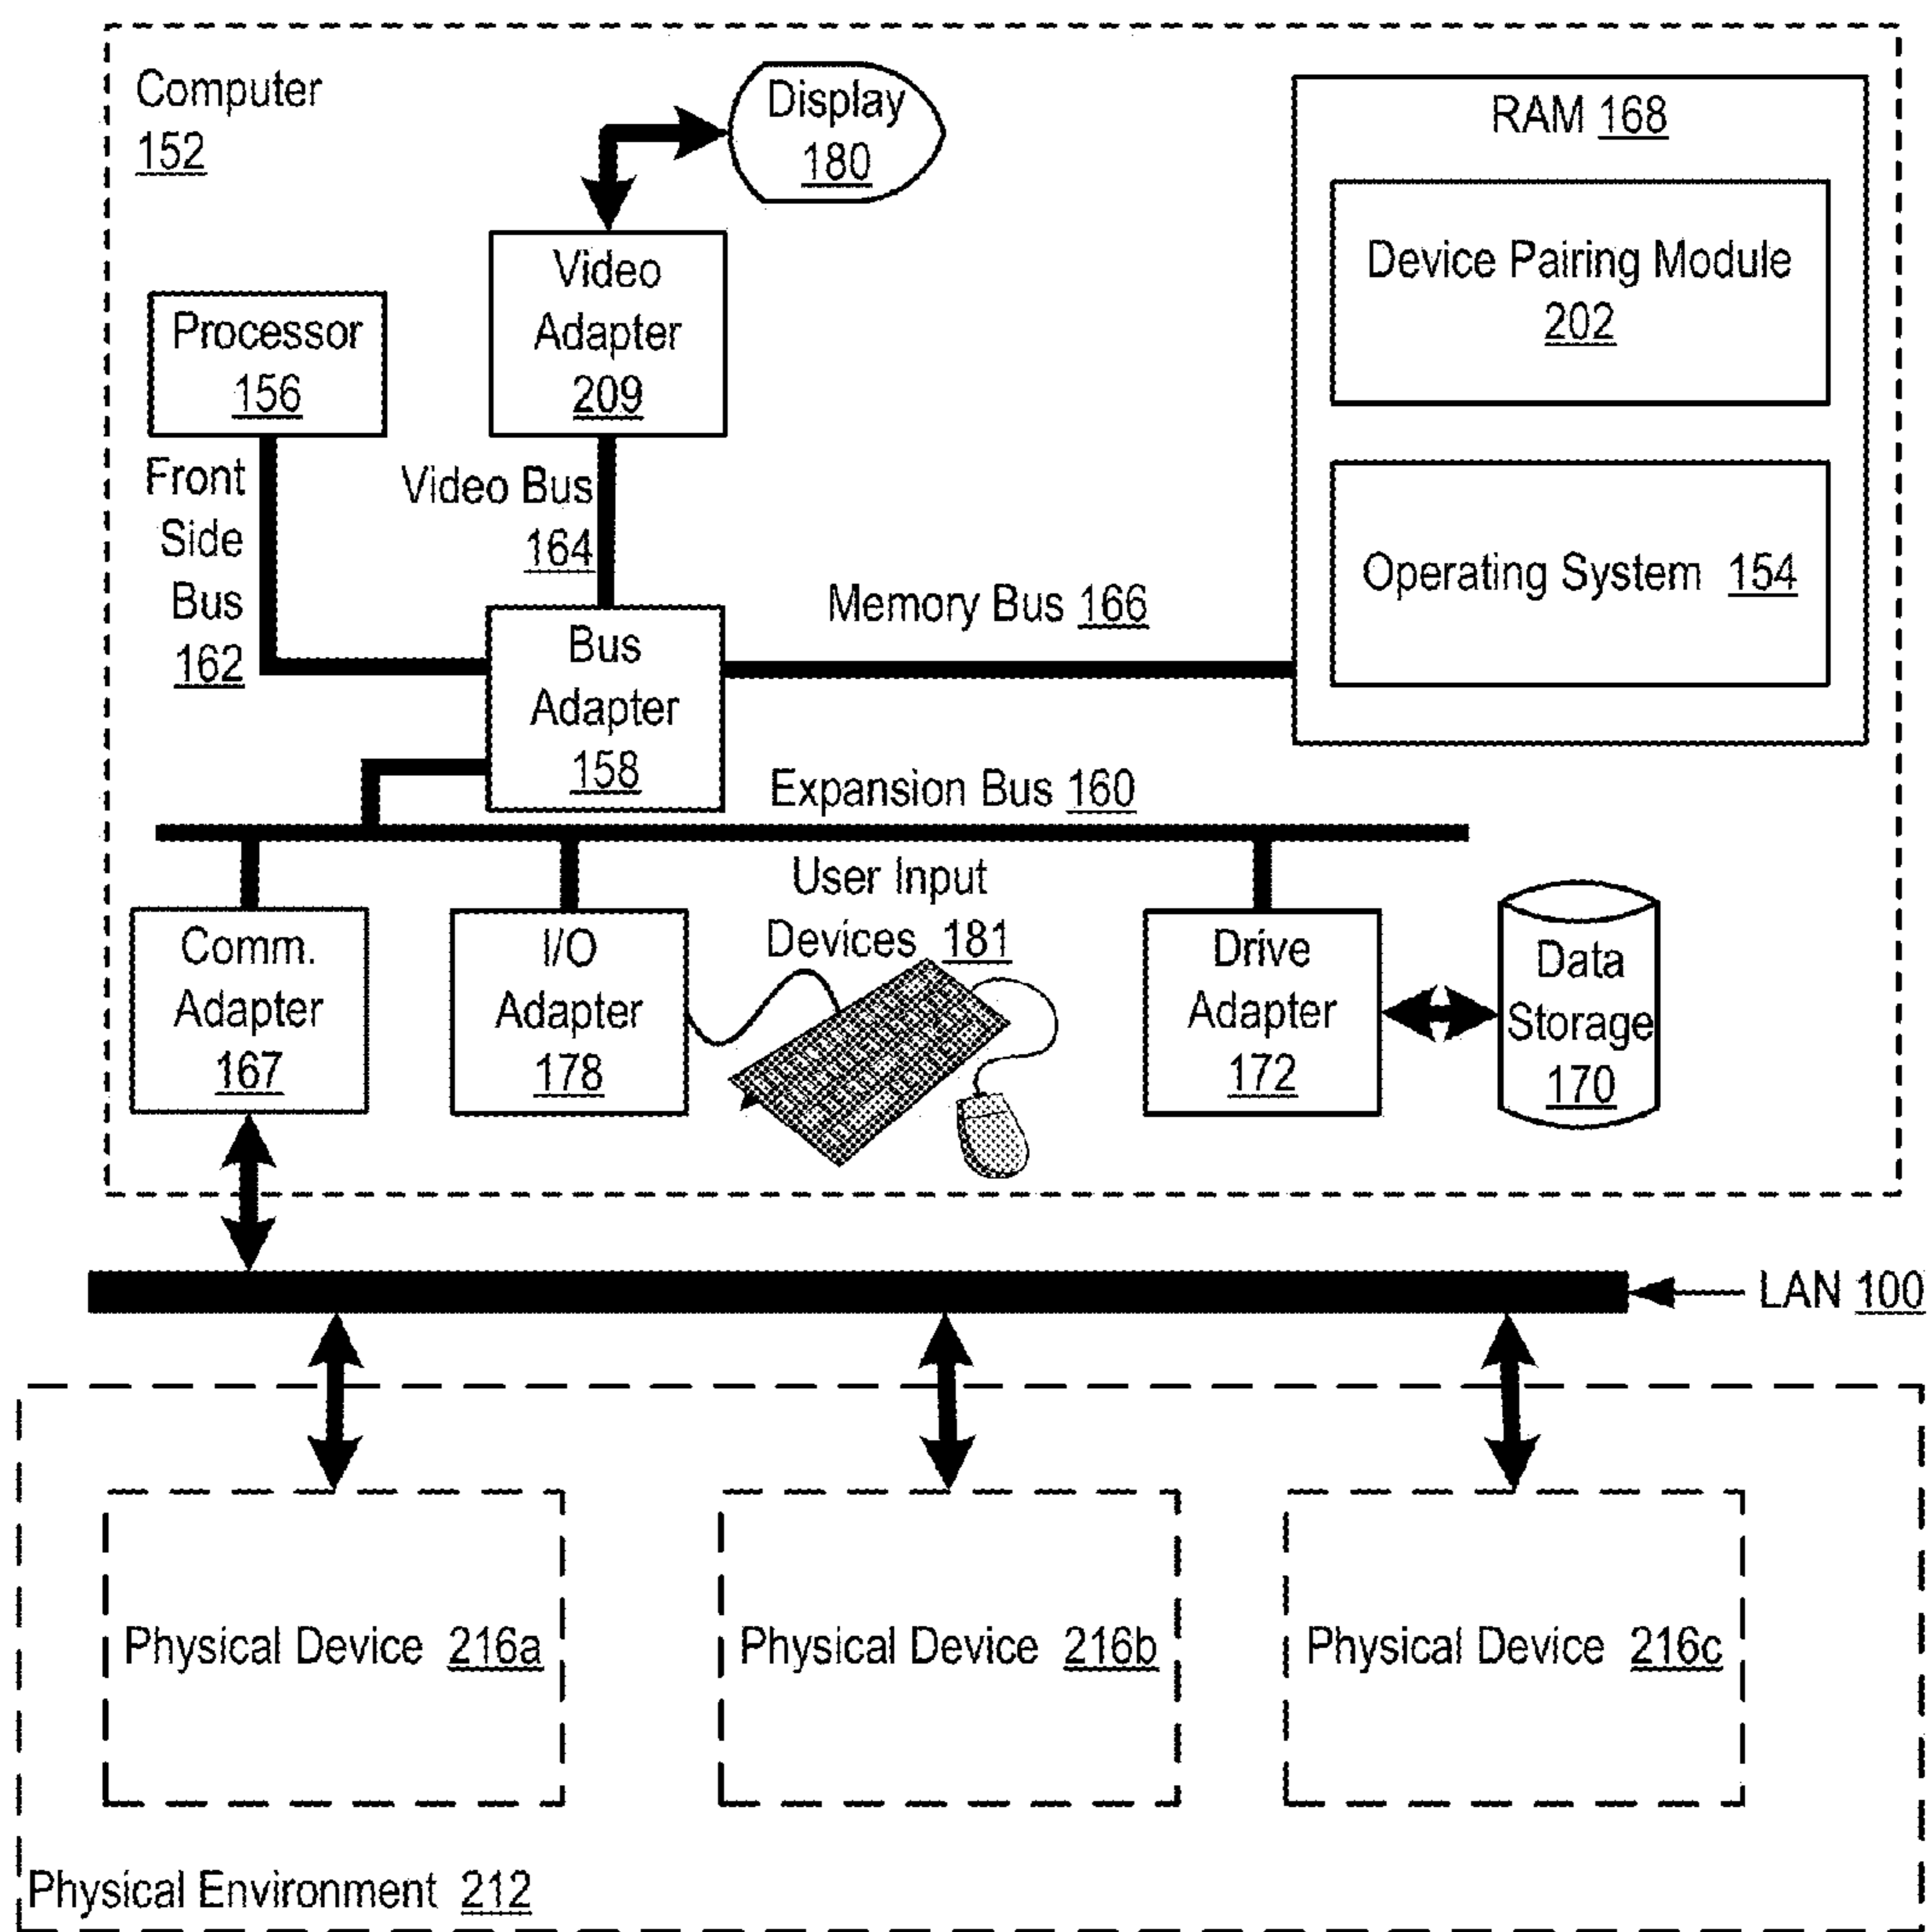 Computer
152
Display
180
RAM 168
Device Pairing Module
202
Operating System 154
Video
Adapter
209
Processor
156
Front
Side
Bus
162
Video Bus
164
Memory Bus 166
Bus
Adapter
158
Expansion Bus 160
Comm.
Adapter
167
I/O
Adapter
178
User Input
Devices 181
Drive
Adapter
172
Data
Storage
170
LAN 100
Physical Device 216a
Physical Device 216b
Physical Device 216c
Physical Environment 212